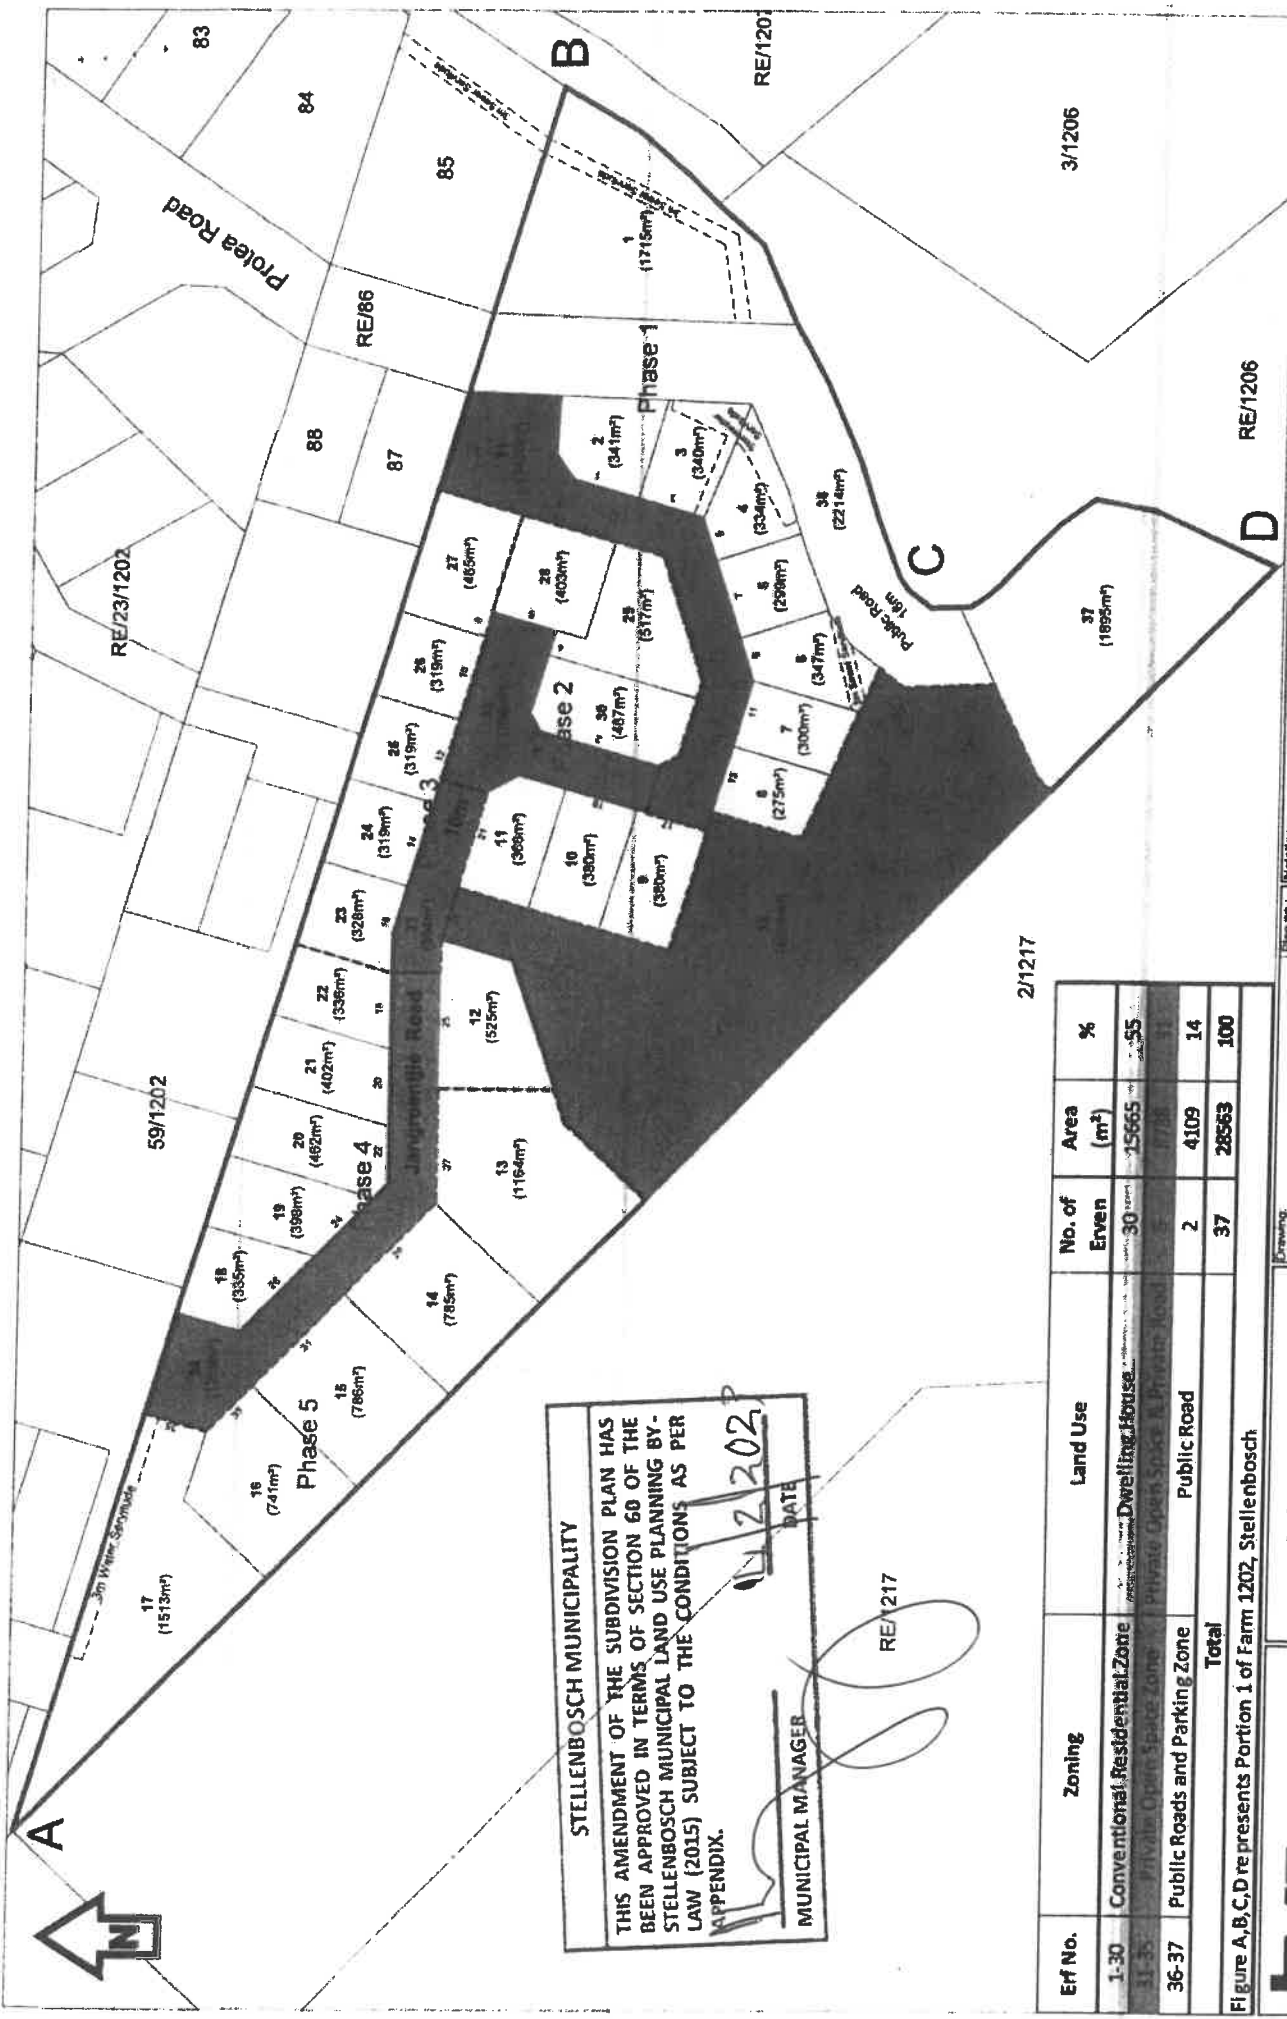 A
B
C
D
N
83
84
85
Protea Road
RE/86
88
87
RE/1207
3/1206
RE/1206
RE/23/1202
59/1202
2/1217
RE/1217
Phase 1
1
(1715m²)
2
(341m²)
3
(340m²)
4
(334m²)
(299m²)
6
(347m²)
7
(300m²)
8
(275m²)
9
(380m²)
10
(380m²)
11
(368m²)
12
(525m²)
13
(1164m²)
14
(785m²)
15
(786m²)
16
(741m²)
17
(1513m²)
18
(335m²)
19
(398m²)
20
(462m²)
21
(402m²)
22
(336m²)
23
(328m²)
24
(319m²)
25
(319m²)
26
(319m²)
27
(465m²)
28
(403m²)
29
(517m²)
(467m²)
(2214m²)
37
(1895m²)
Public Road
ase 2
ase 4
Phase 5
Road
3m Water Servitude
STELLENBOSCH MUNICIPALITY
THIS AMENDMENT OF THE SUBDIVISION PLAN HAS
BEEN APPROVED IN TERMS OF SECTION 60 OF THE
STELLENBOSCH MUNICIPAL LAND USE PLANNING BY-
LAW (2015) SUBJECT TO THE CONDITIONS AS PER
APPENDIX.
MUNICIPAL MANAGER
DATE
Erf No. Zoning Land Use No. of Erven Area (m²) %
1-30 Conventional Residential Zone Dwelling House 30 15665 55
31-35 Private Open Space Zone Private Open Space & Private Road 5 11
36-37 Public Roads and Parking Zone Public Road 2 4109 14
Total 37 28563 100
Figure A,B,C,D represents Portion 1 of Farm 1202, Stellenbosch
Drawing: